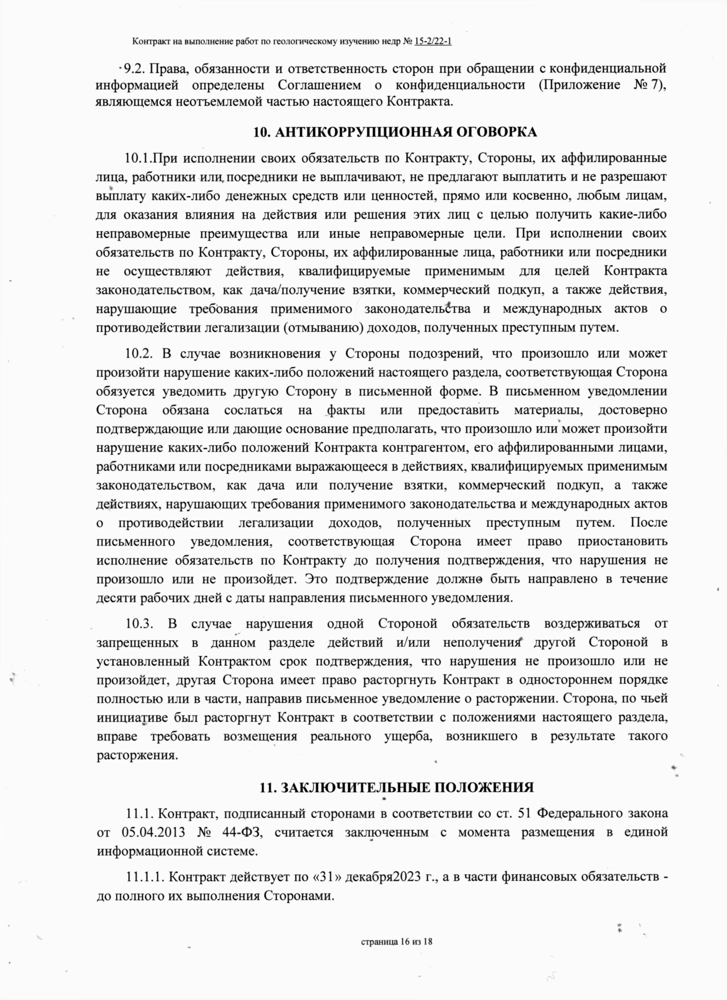 Контракт на выполнение работ по геологическому изучению недр № 15-2/22-1
9.2. Права, обязанности и ответственность сторон при обращении с конфиденциальной
информацией определены Соглашением о конфиденциальности (Приложение № 7),
являющемся неотъемлемой частью настоящего Контракта.
10. АНТИКОРРУПЦИОННАЯ ОГОВОРКА
10.1.При исполнении своих обязательств по Контракту, Стороны, их аффилированные
лица, работники или посредники не выплачивают, не предлагают выплатить и не разрешают
выплату каких-либо денежных средств или ценностей, прямо или косвенно, любым лицам,
для оказания влияния на действия или решения этих лиц с целью получить какие-либо
неправомерные преимущества или иные неправомерные цели. При исполнении своих
обязательств по Контракту, Стороны, их аффилированные лица, работники или посредники
не осуществляют действия, квалифицируемые применимым для целей Контракта
законодательством, как дача/получение взятки, коммерческий подкуп, а также действия,
нарушающие требования применимого законодательства и международных актов о
противодействии легализации (отмыванию) доходов, полученных преступным путем.
10.2. В случае возникновения у Стороны подозрений, что произошло или может
произойти нарушение каких-либо положений настоящего раздела, соответствующая Сторона
обязуется уведомить другую Сторону в письменной форме. В письменном уведомлении
Сторона обязана сослаться на факты или предоставить материалы, достоверно
подтверждающие или дающие основание предполагать, что произошло или может произойти
нарушение каких-либо положений Контракта контрагентом, его аффилированными лицами,
работниками или посредниками выражающееся в действиях, квалифицируемых применимым
законодательством, как дача или получение взятки, коммерческий подкуп, а также
действиях, нарушающих требования применимого законодательства и международных актов
о противодействии легализации доходов, полученных преступным путем. После
письменного уведомления, соответствующая Сторона имеет право приостановить
исполнение обязательств по Контракту до получения подтверждения, что нарушения не
произошло или не произойдет. Это подтверждение должно быть направлено в течение
десяти рабочих дней с даты направления письменного уведомления.
10.3. В случае нарушения одной Стороной обязательств воздерживаться от
запрещенных в данном разделе действий и/или неполучения другой Стороной в
установленный Контрактом срок подтверждения, что нарушения не произошло или не
произойдет, другая Сторона имеет право расторгнуть Контракт в одностороннем порядке
полностью или в части, направив письменное уведомление о расторжении. Сторона, по чьей
инициативе был расторгнут Контракт в соответствии с положениями настоящего раздела,
вправе требовать возмещения реального ущерба, возникшего в результате такого
расторжения.
11. ЗАКЛЮЧИТЕЛЬНЫЕ ПОЛОЖЕНИЯ
11.1. Контракт, подписанный сторонами в соответствии со ст. 51 Федерального закона
от 05.04.2013 № 44-ФЗ, считается заключенным с момента размещения в единой
информационной системе.
11.1.1. Контракт действует по «31» декабря2023 г., а в части финансовых обязательств -
до полного их выполнения Сторонами.
страница 16 из 18